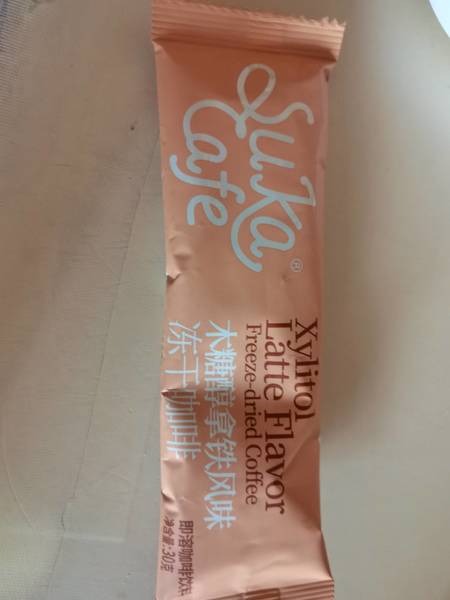 Suka
Cafe
®
Xylitol
Latte Flavor
Freeze-dried Coffee
木糖醇拿铁风味
冻干咖啡
即溶咖啡饮
净含量:30克